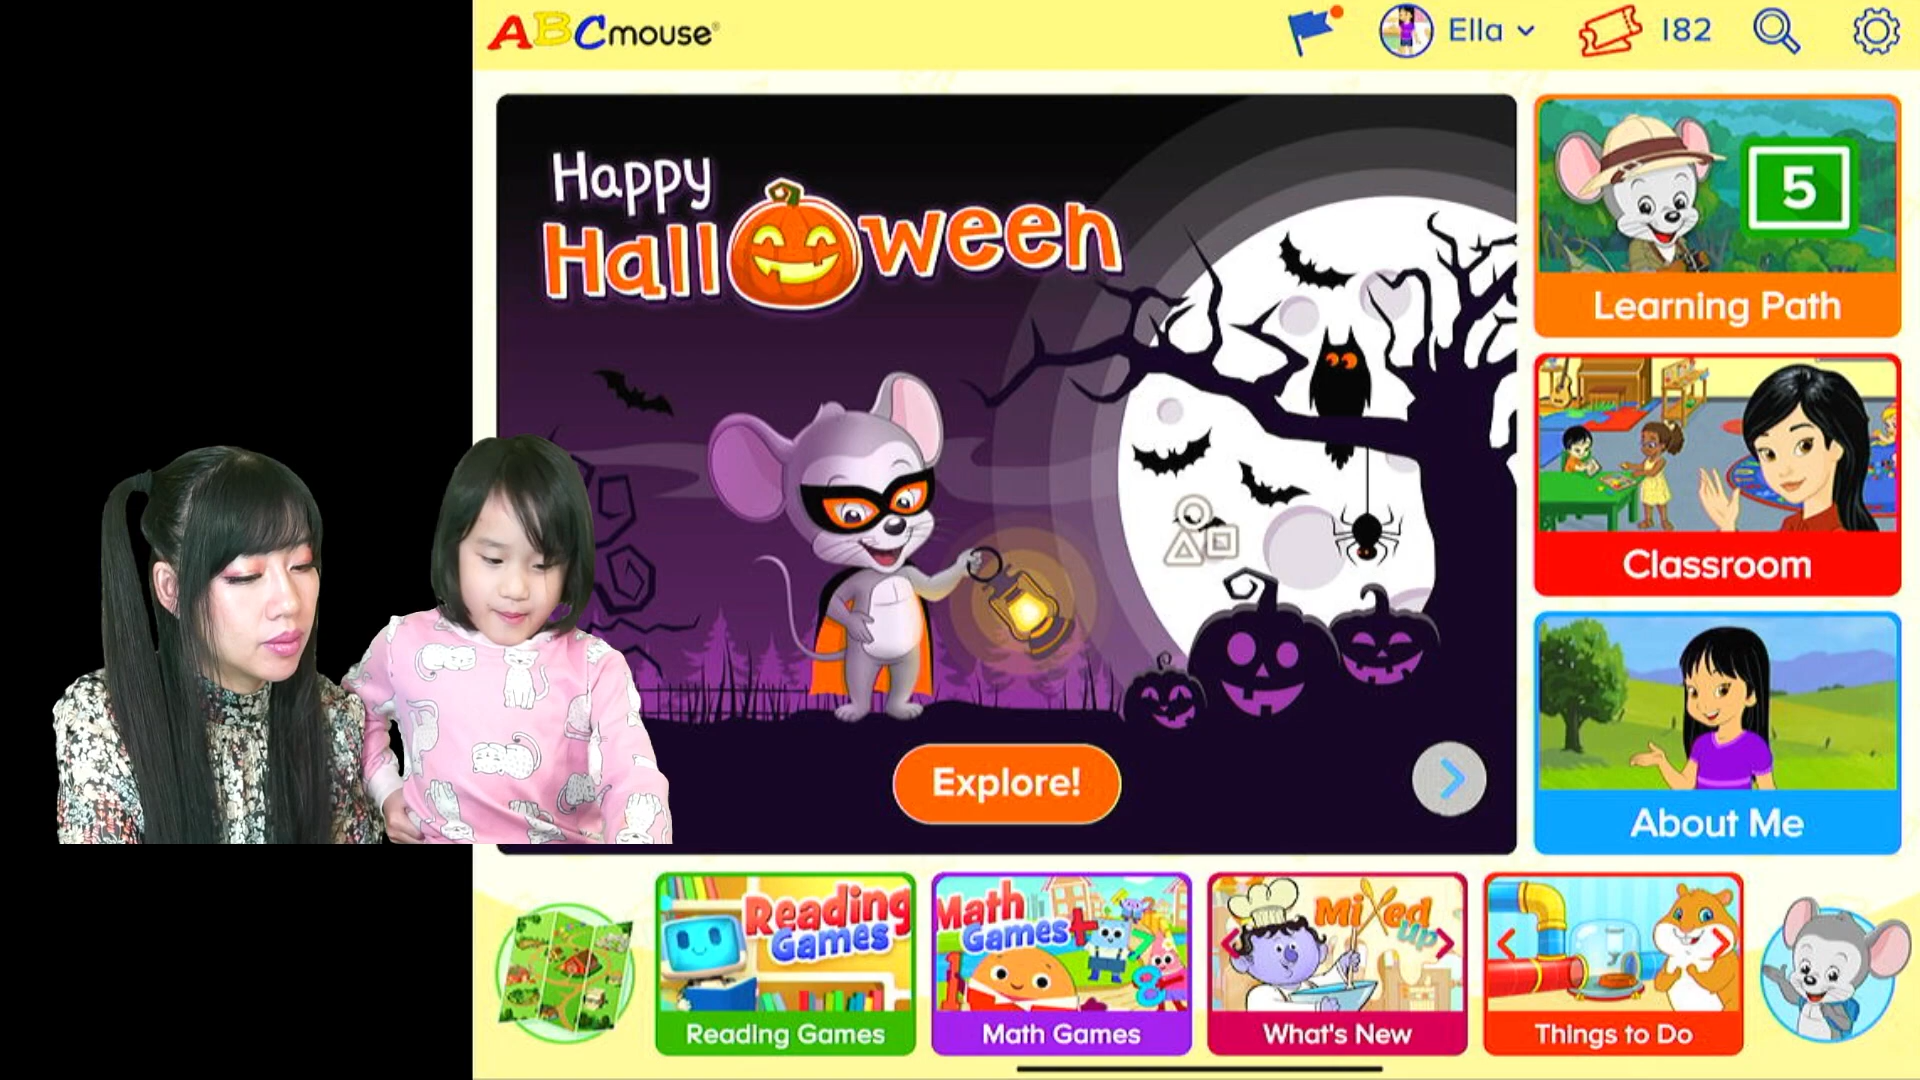 ABCmouse®
Ella
182
Happy
Halloween
Explore!
5
Learning Path
Classroom
About Me
Reading
Games
Reading Games
Math
Games
Math Games
Mixed
Up
What's New
Things to Do